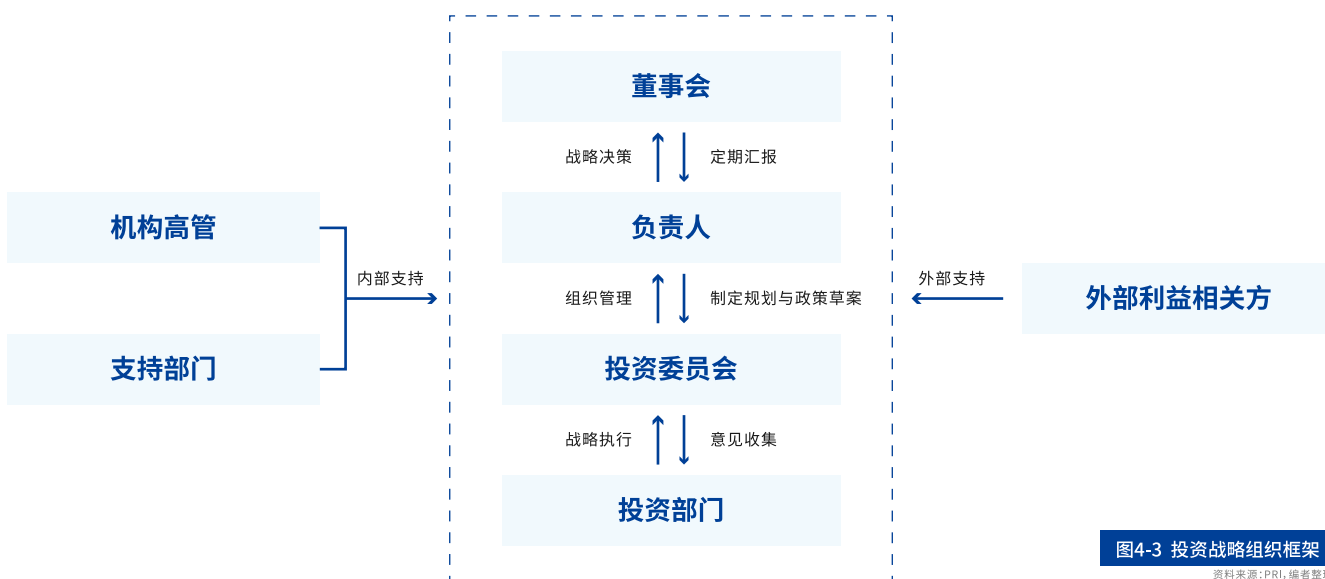 董事会
战略决策 定期汇报
机构高管
负责人
内部支持
外部支持
组织管理 制定规划与政策草案
外部利益相关方
支持部门
投资委员会
战略执行 意见收集
投资部门
图4-3 投资战略组织框架
资料来源：PRI，编者整理